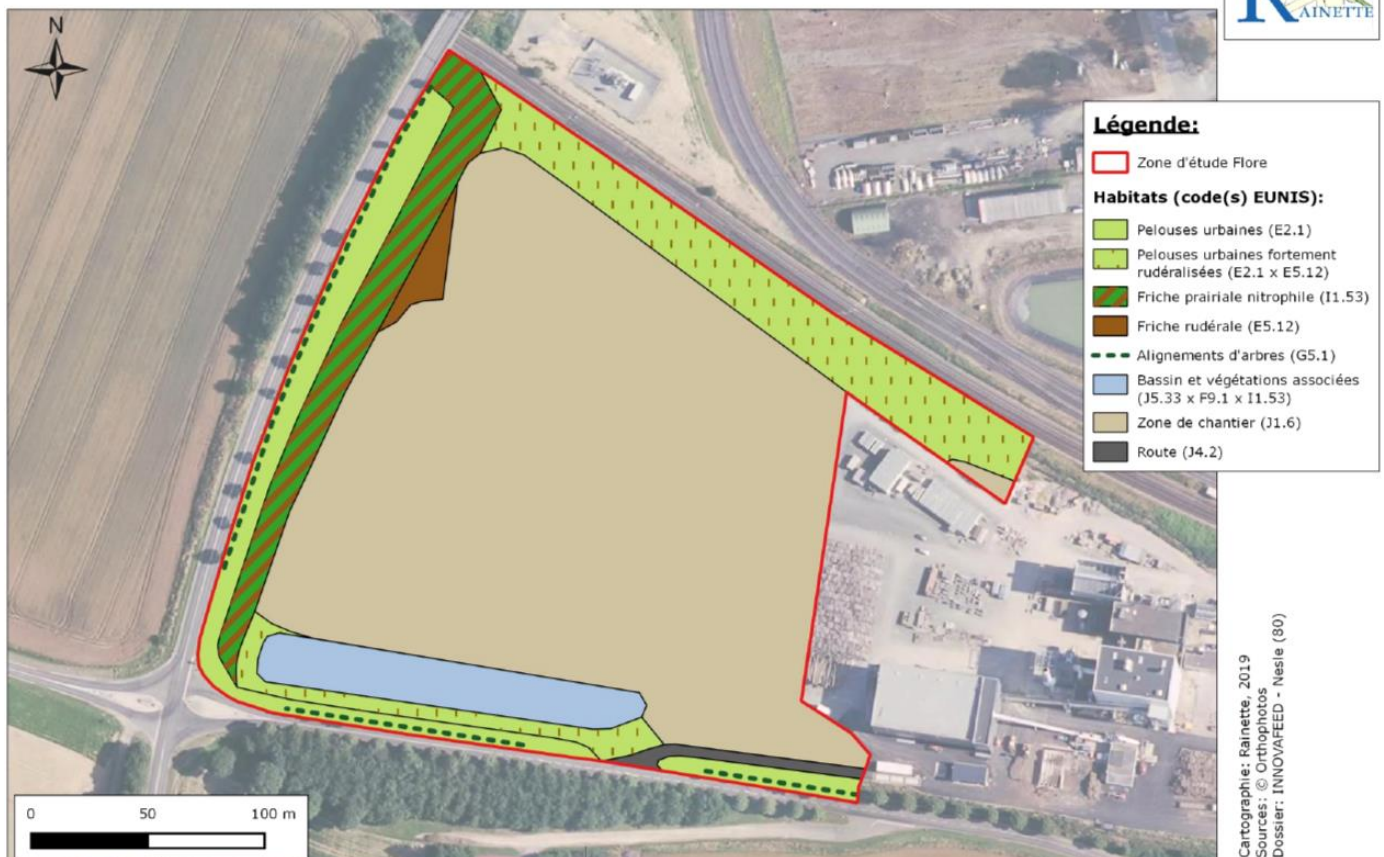 RAINETTE
N
Légende:
Zone d'étude Flore
Habitats (code(s) EUNIS):
Pelouses urbaines (E2.1)
Pelouses urbaines fortement
rudéralisées (E2.1 x E5.12)
Friche prairiale nitrophile (I1.53)
Friche rudérale (E5.12)
Alignements d'arbres (G5.1)
Bassin et végétations associées
(J5.33 x F9.1 x I1.53)
Zone de chantier (J1.6)
Route (J4.2)
0 50 100 m
Cartographie: Rainette, 2019
Sources: © Orthophotos
Dossier: INNOVAFEED - Nesle (80)